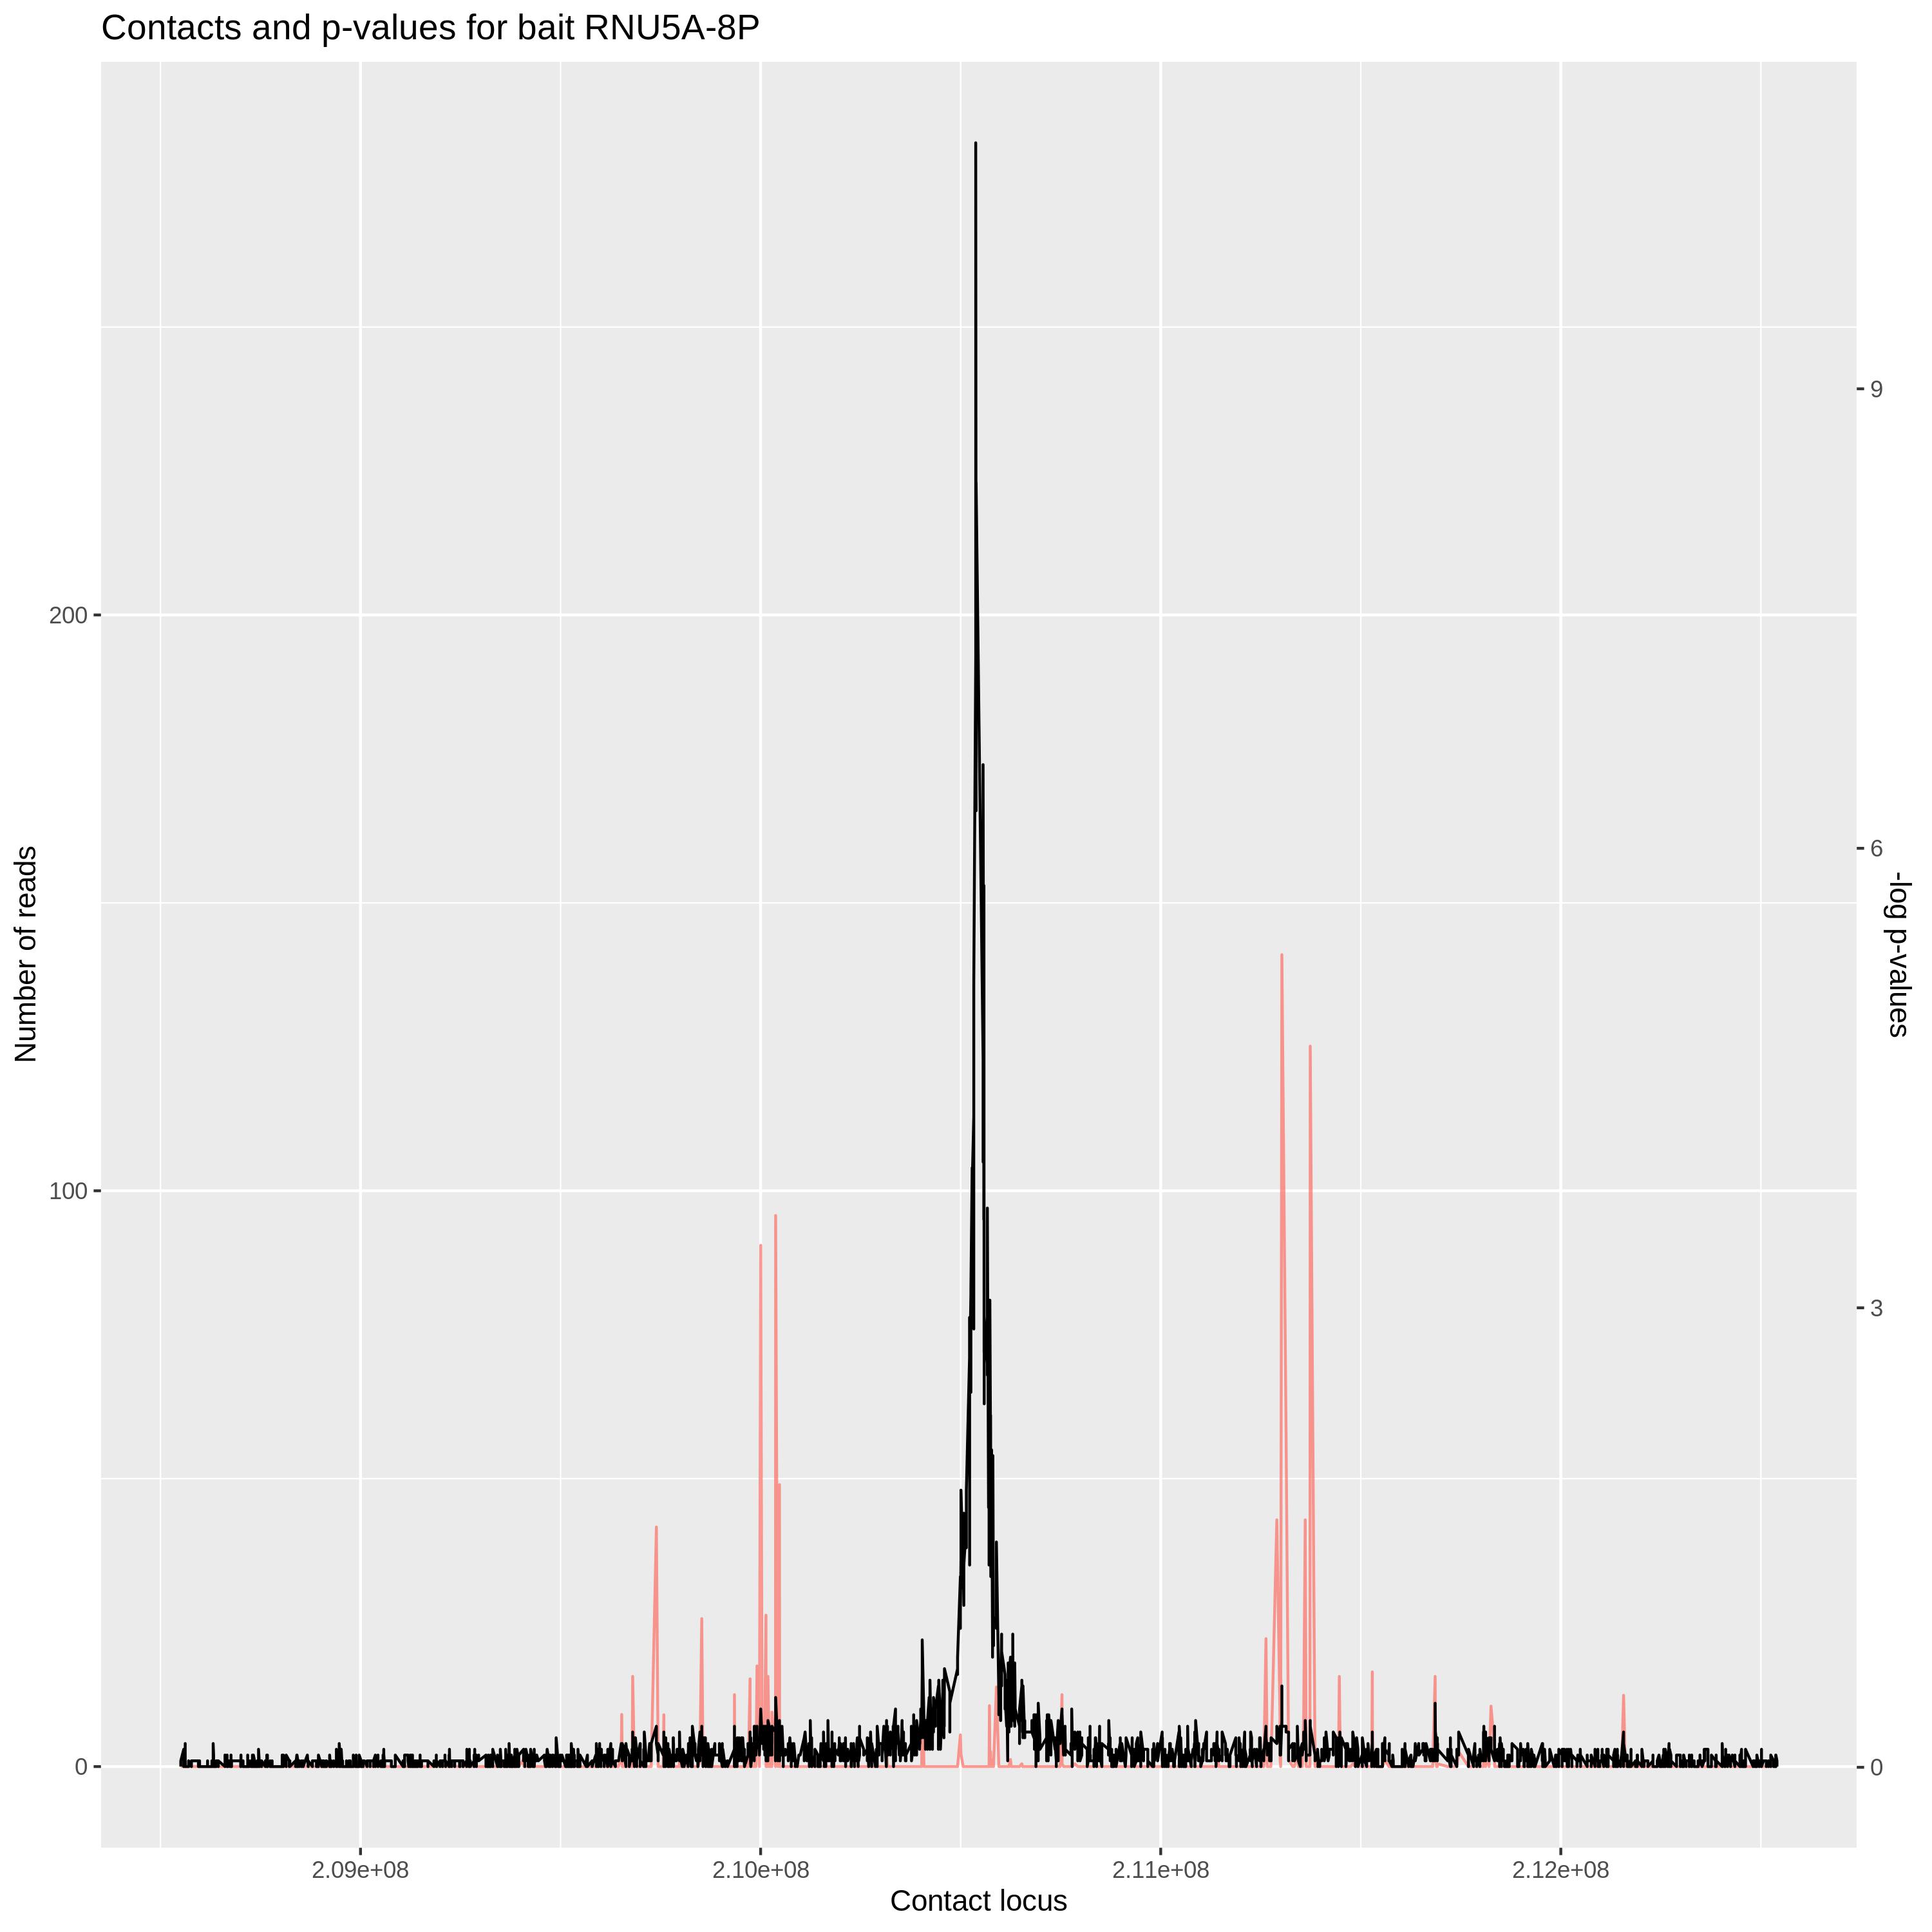 Contacts and p-values for bait RNU5A-8P
Number of reads
200
100
0
9
6
3
0
-log p-values
2.09e+08
2.10e+08
2.11e+08
2.12e+08
Contact locus